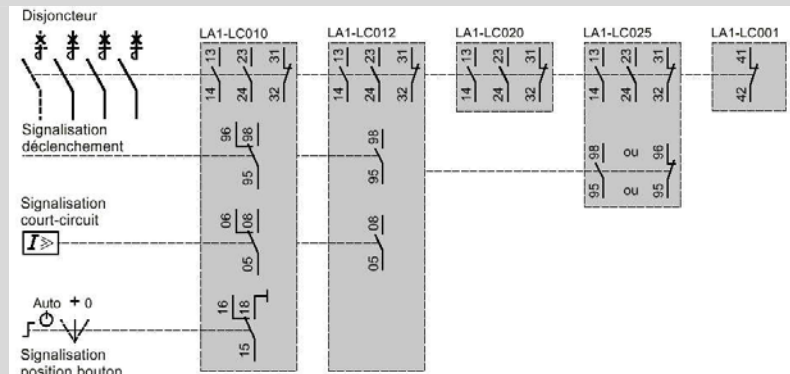 Disjoncteur
LA1-LC010
LA1-LC012
LA1-LC020
LA1-LC025
LA1-LC001
13 23 31
13 23 31
13 23 31
13 23 31
41
14 24 32
14 24 32
14 24 32
14 24 32
42
Signalisation
déclenchement
96 98
95
98
95
98 ou 96
95 ou 95
Signalisation
court-circuit
I>
06 08
05
08
05
Auto + 0
16 18
15
Signalisation
position bouton